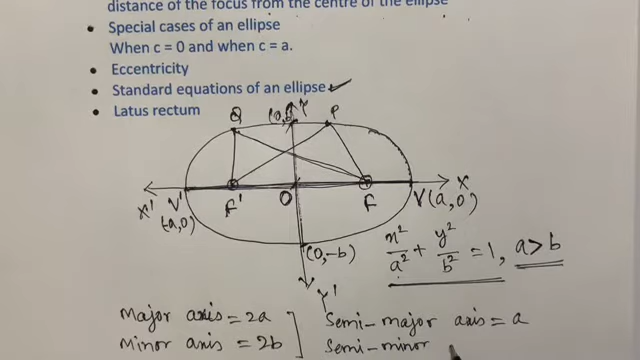 distance of the focus from the centre of the ellipse
• Special cases of an ellipse
When c = 0 and when c = a.
• Eccentricity
• Standard equations of an ellipse ✓
• Latus rectum
Q (0,b) Y P
X' V' F' O F V(a,0) X
(-a,0)
(0,-b)
x²/a² + y²/b² = 1, a>b
Y'
Major axis = 2a Semi-major axis = a
Minor axis = 2b Semi-minor